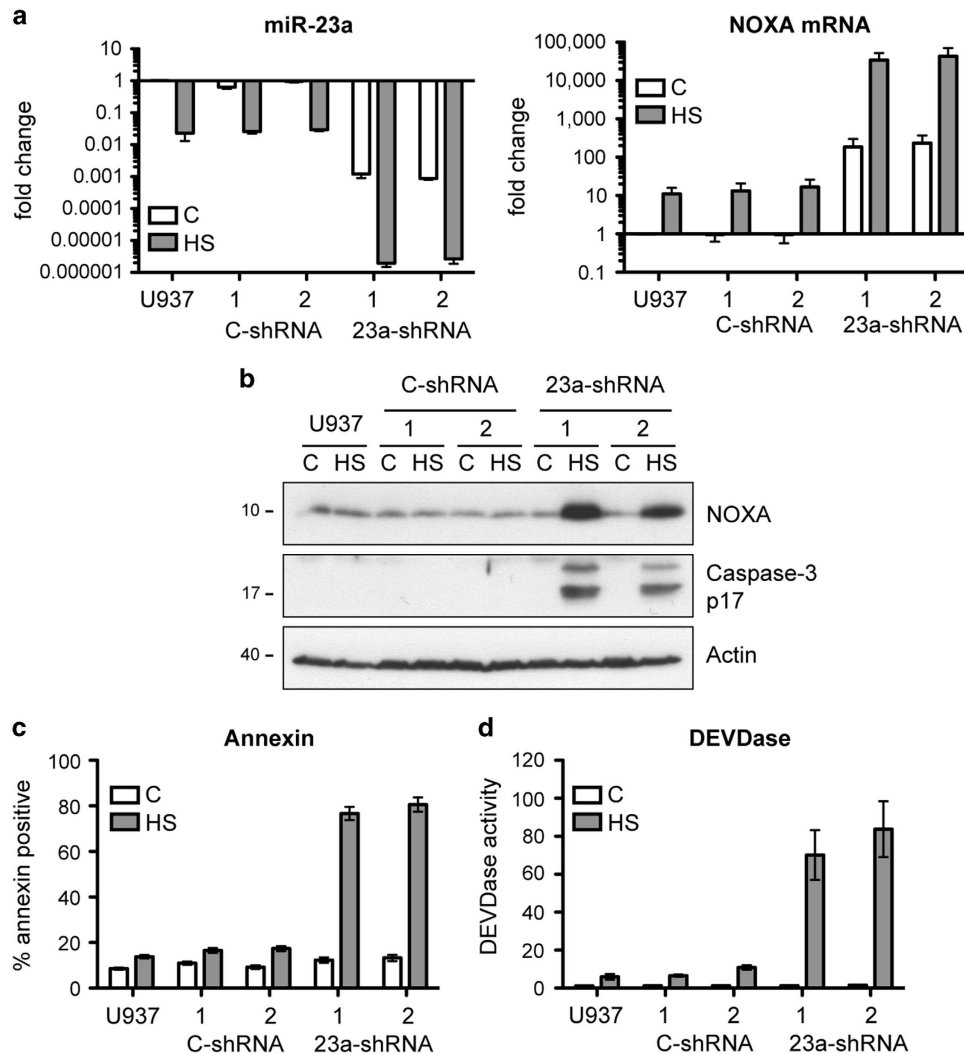 a
miR-23a
10
1
0.1
0.01
0.001
0.0001
0.00001
0.000001
fold change
C
HS
U937 1 2 1 2
C-shRNA 23a-shRNA
NOXA mRNA
100,000
10,000
1,000
100
10
1
0.1
fold change
C
HS
U937 1 2 1 2
C-shRNA 23a-shRNA
b
C-shRNA 23a-shRNA
U937 1 2 1 2
C HS C HS C HS C HS C HS
10 - NOXA
Caspase-3
17 - p17
40 - Actin
c
Annexin
100
80
60
40
20
0
% annexin positive
C
HS
U937 1 2 1 2
C-shRNA 23a-shRNA
d
DEVDase
120
100
80
60
40
20
0
DEVDase activity
C
HS
U937 1 2 1 2
C-shRNA 23a-shRNA